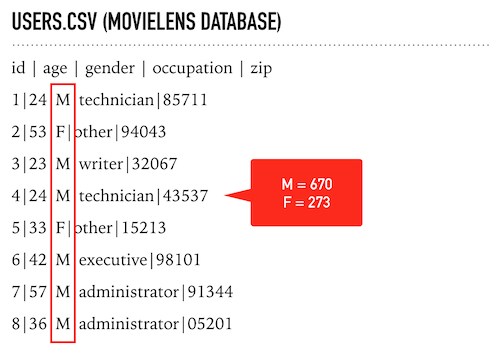 USERS.CSV (MOVIELENS DATABASE)
id | age | gender | occupation | zip
1|24 M technician|85711
2|53 F|other|94043
3|23 M writer|32067
4|24 M technician|43537
M = 670
F = 273
5|33 F|other|15213
6|42 M executive|98101
7|57 M administrator|91344
8|36 M administrator|05201